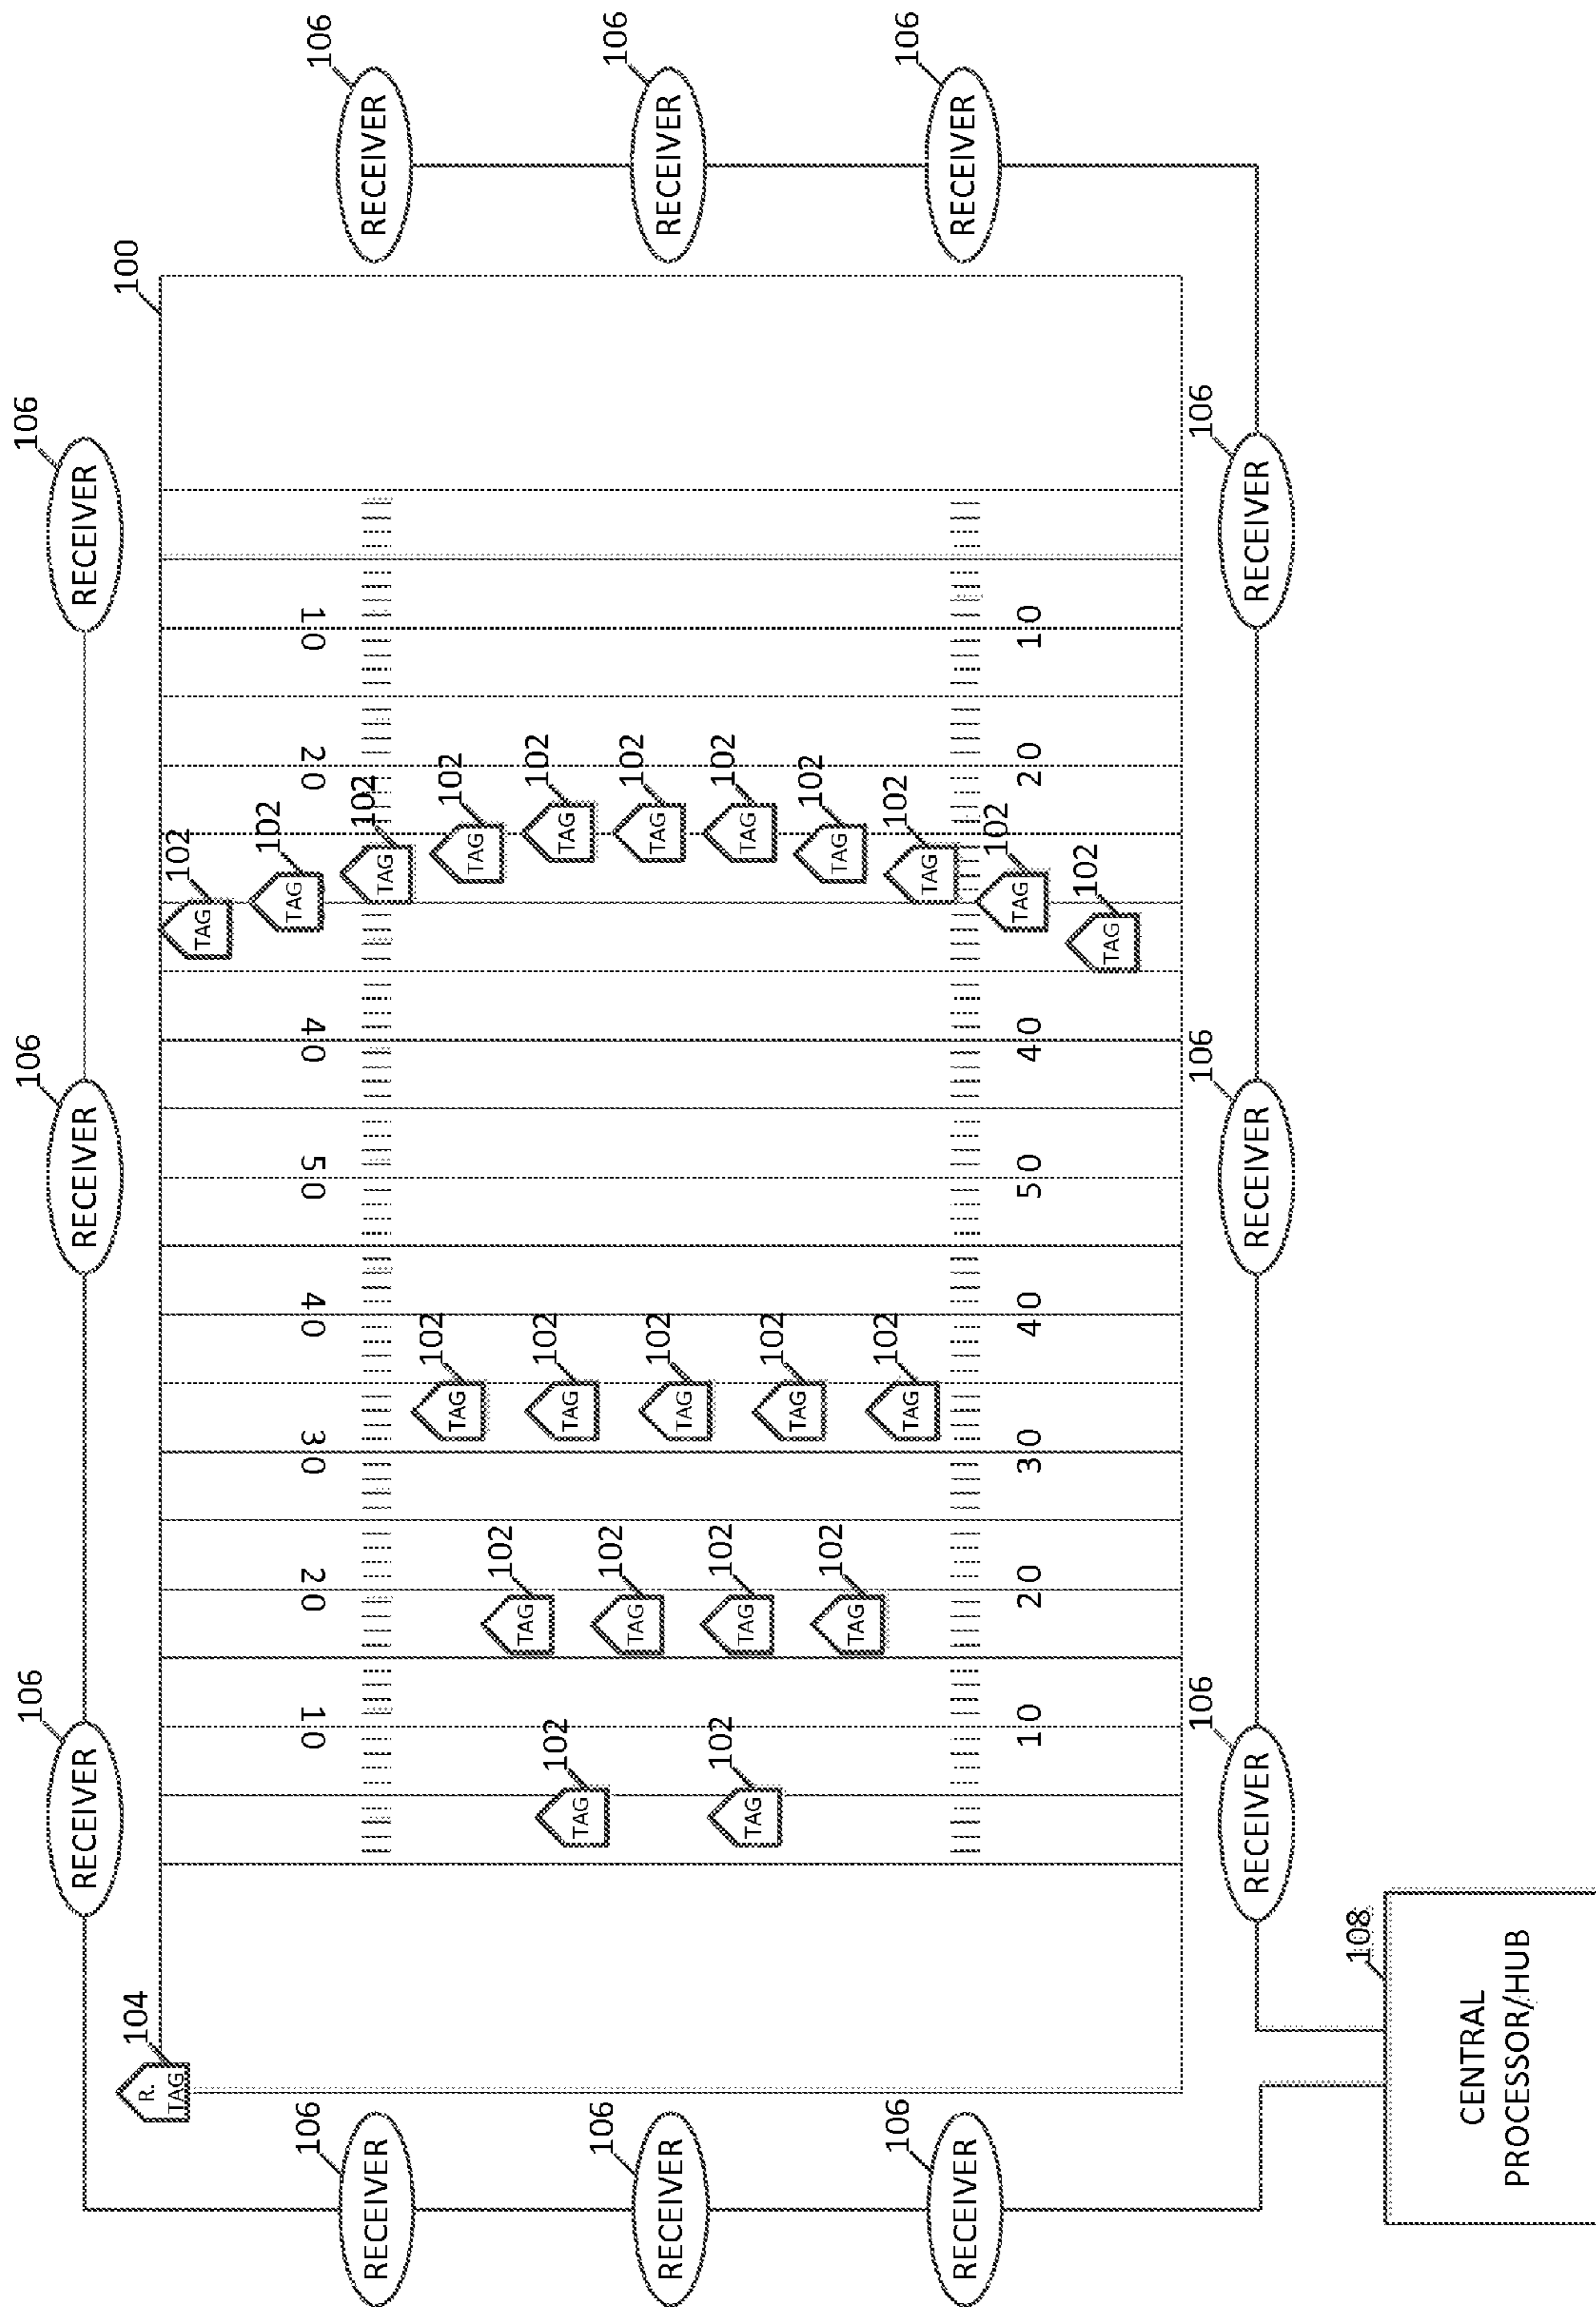 106 106 106
RECEIVER RECEIVER RECEIVER
104 100
R.
TAG
102
TAG
102
TAG
106 106
10 20 30 40 50 40 20 10
102
RECEIVER TAG RECEIVER
102 102
TAG TAG
102 102 102 102
TAG TAG TAG TAG
106 102 102 106
RECEIVER TAG 102 TAG RECEIVER
TAG
102 102 102
TAG TAG TAG
102
TAG
102 102
TAG TAG
106 102 102 106
RECEIVER TAG TAG RECEIVER
102
TAG
10 20 30 40 50 40 20 10
102
TAG
106 106 106
RECEIVER RECEIVER RECEIVER
108
CENTRAL
PROCESSOR/HUB